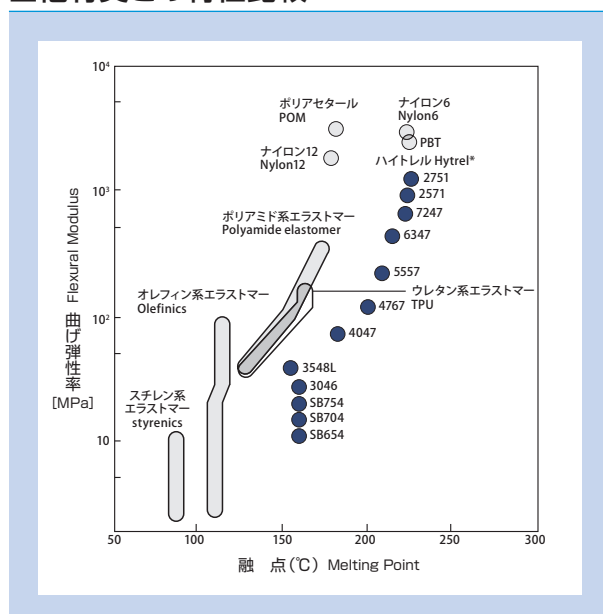 10⁴
10³
10²
10
曲げ弾性率 Flexural Modulus
[MPa]
ポリアセタール
POM
ナイロン6
Nylon6
ナイロン12
Nylon12
PBT
ハイトレル Hytrel*
2751
2571
7247
6347
5557
4767
4047
3548L
3046
SB754
SB704
SB654
ポリアミド系エラストマー
Polyamide elastomer
オレフィン系エラストマー
Olefinics
ウレタン系エラストマー
TPU
スチレン系
エラストマー
styrenics
50 100 150 200 250 300
融 点(℃) Melting Point